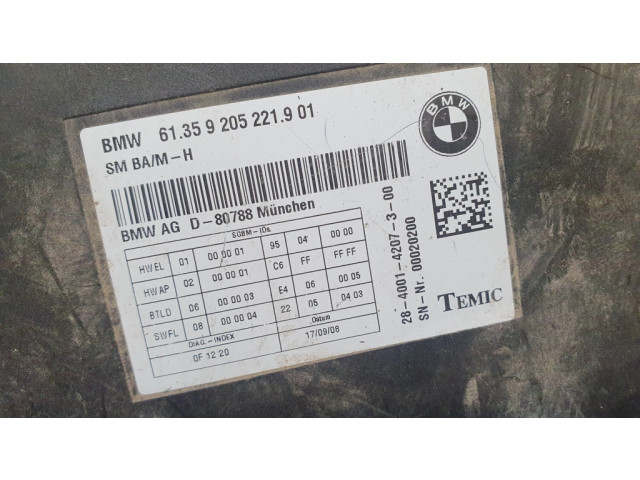 BMW 61.35 9 205 221.9 01
SM BA/M-H
BMW
BMW AG D-80788 München
SGBM-IDs
HWEL 01 00 00 01 95 04 00 00
HWAP 02 00 00 01 C6 FF FF FF
BTLD 06 00 00 03 E4 06 00 05
SWFL 08 00 00 04 22 05 04 03
DIAG.-INDEX Datum
0F 12 20 17/09/08
28-4001-4207-3-00
SN-Nr. 00020200
TEMIC